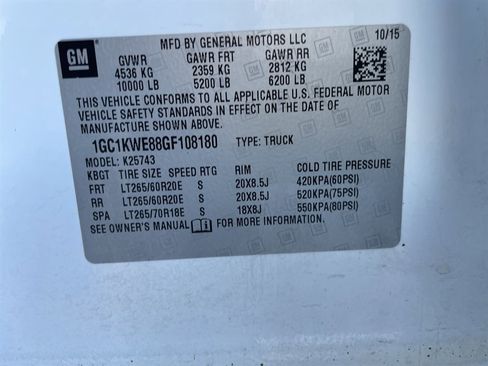 GM
MFD BY GENERAL MOTORS LLC 10/15
GVWR GAWR FRT GAWR RR
4536 KG 2359 KG 2812 KG
10000 LB 5200 LB 6200 LB
THIS VEHICLE CONFORMS TO ALL APPLICABLE U.S. FEDERAL MOTOR
VEHICLE SAFETY STANDARDS IN EFFECT ON THE DATE OF
MANUFACTURE SHOWN ABOVE.
1GC1KWE88GF108180 TYPE: TRUCK
MODEL: K25743
KBGT TIRE SIZE SPEED RTG RIM COLD TIRE PRESSURE
FRT LT265/60R20E S 20X8.5J 420KPA(60PSI)
RR LT265/60R20E S 20X8.5J 520KPA(75PSI)
SPA LT265/70R18E S 18X8J 550KPA(80PSI)
SEE OWNER'S MANUAL FOR MORE INFORMATION.